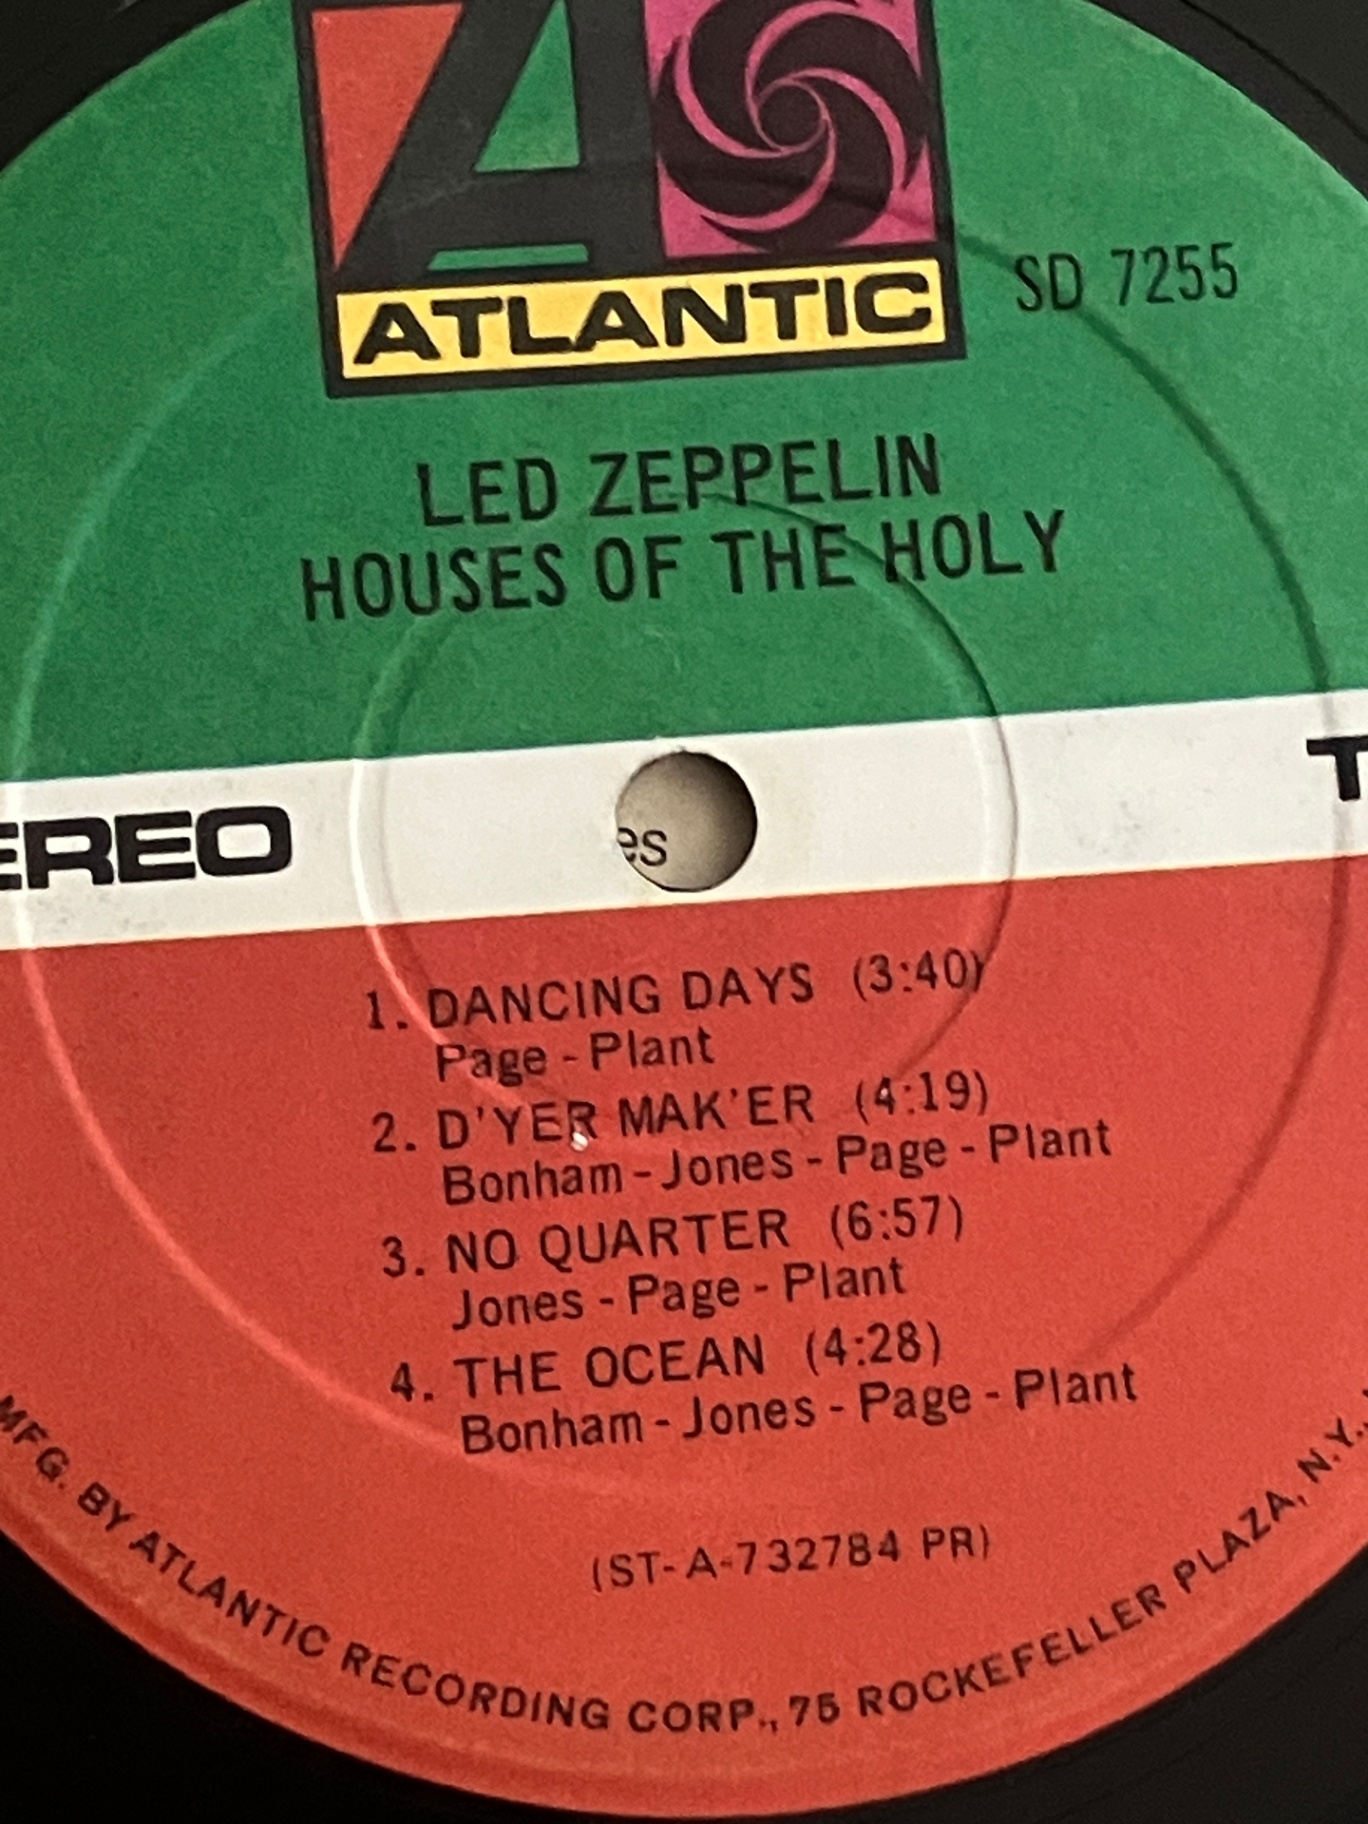 ATLANTIC
SD 7255
LED ZEPPELIN
HOUSES OF THE HOLY
EREO
T
es
1. DANCING DAYS (3:40)
Page - Plant
2. D'YER MAK'ER (4:19)
Bonham - Jones - Page - Plant
3. NO QUARTER (6:57)
Jones - Page - Plant
4. THE OCEAN (4:28)
Bonham - Jones - Page - Plant
(ST-A-732784 PR)
MFG. BY ATLANTIC RECORDING CORP., 75 ROCKEFELLER PLAZA, N.Y.